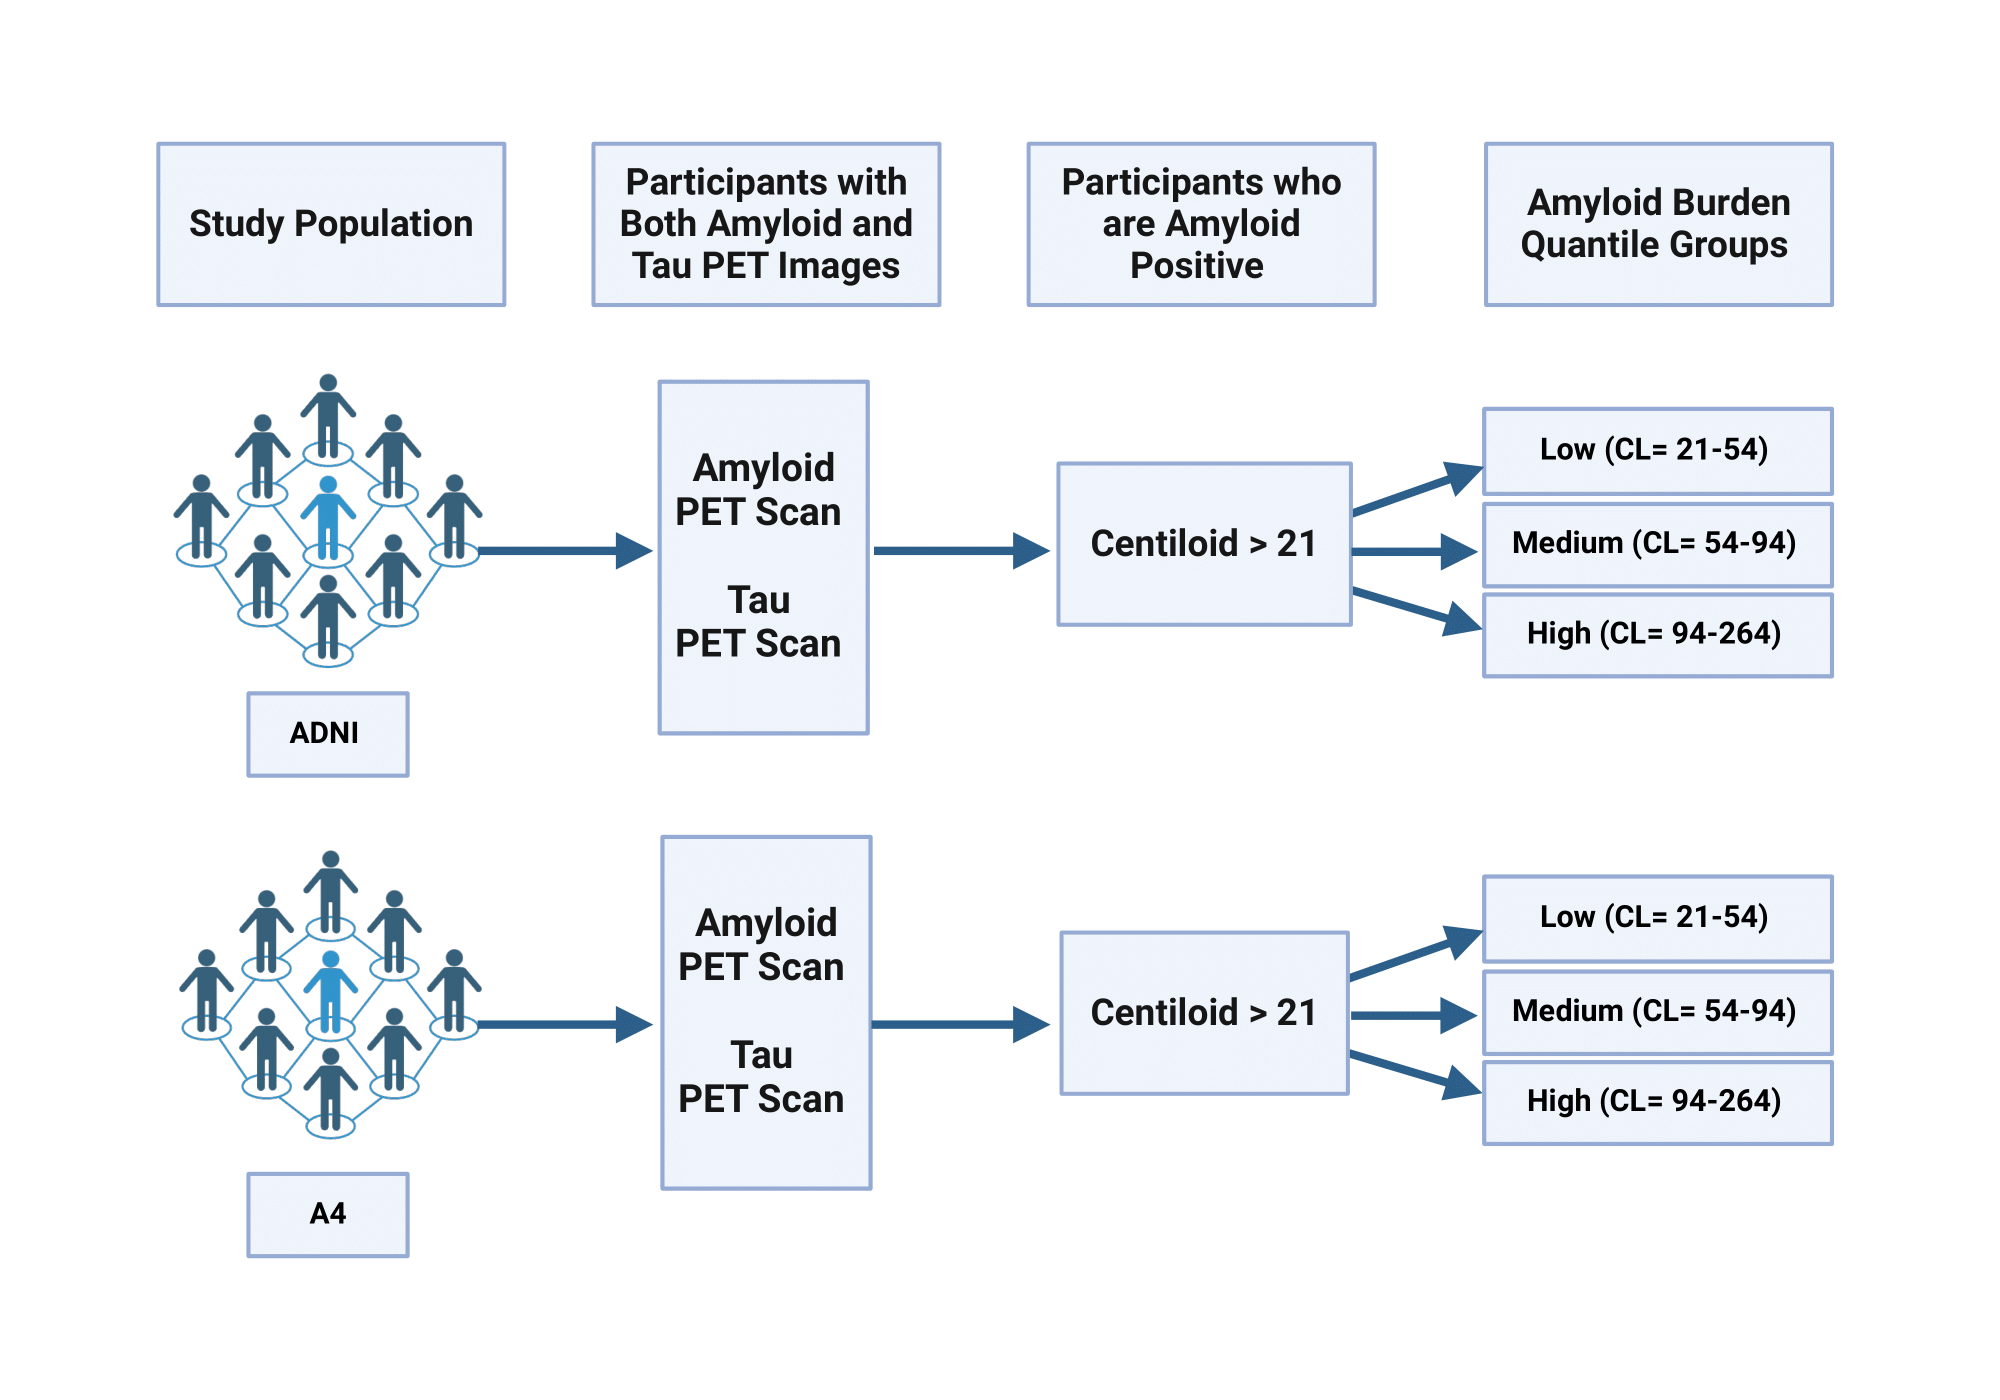 Study Population
Participants with
Both Amyloid and
Tau PET Images
Participants who
are Amyloid
Positive
Amyloid Burden
Quantile Groups
Amyloid
PET Scan
Tau
PET Scan
Centiloid > 21
Low (CL= 21-54)
Medium (CL= 54-94)
High (CL= 94-264)
ADNI
Amyloid
PET Scan
Tau
PET Scan
Centiloid > 21
Low (CL= 21-54)
Medium (CL= 54-94)
High (CL= 94-264)
A4